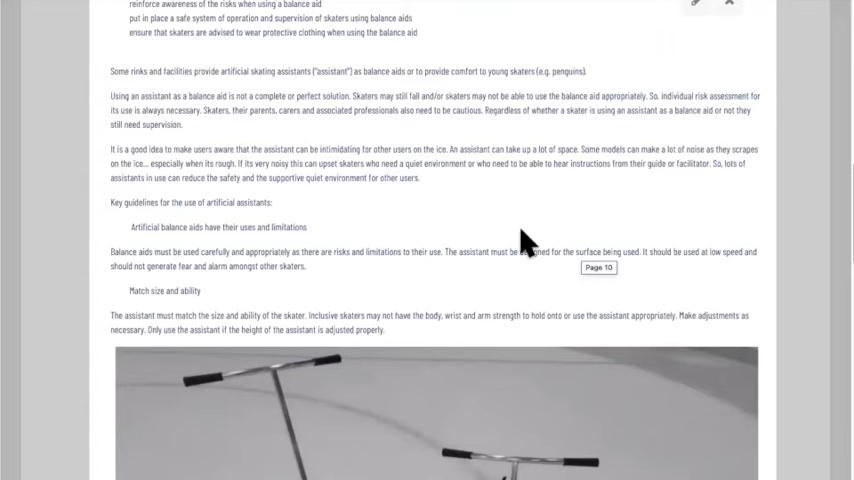 reinforce awareness of the risks when using a balance aid
put in place a safe system of operation and supervision of skaters using balance aids
ensure that skaters are advised to wear protective clothing when using the balance aid
Some rinks and facilities provide artificial skating assistants ("assistant") as balance aids or to provide comfort to young skaters (e.g. penguins).
Using an assistant as a balance aid is not a complete or perfect solution. Skaters may still fall and/or skaters may not be able to use the balance aid appropriately. So, individual risk assessment for
its use is always necessary. Skaters, their parents, carers and associated professionals also need to be cautious. Regardless of whether a skater is using an assistant as a balance aid or not they
still need supervision.
It is a good idea to make users aware that the assistant can be intimidating for other users on the ice. An assistant can take up a lot of space. Some models can make a lot of noise as they scrapes
on the ice... especially when its rough. If its very noisy this can upset skaters who need a quiet environment or who need to be able to hear instructions from their guide or facilitator. So, lots of
assistants in use can reduce the safety and the supportive quiet environment for other users.
Key guidelines for the use of artificial assistants:
Artificial balance aids have their uses and limitations
Balance aids must be used carefully and appropriately as there are risks and limitations to their use. The assistant must be for the surface being used. It should be used at low speed and
should not generate fear and alarm amongst other skaters.
Page 10
Match size and ability
The assistant must match the size and ability of the skater. Inclusive skaters may not have the body, wrist and arm strength to hold onto or use the assistant appropriately. Make adjustments as
necessary. Only use the assistant if the height of the assistant is adjusted properly.